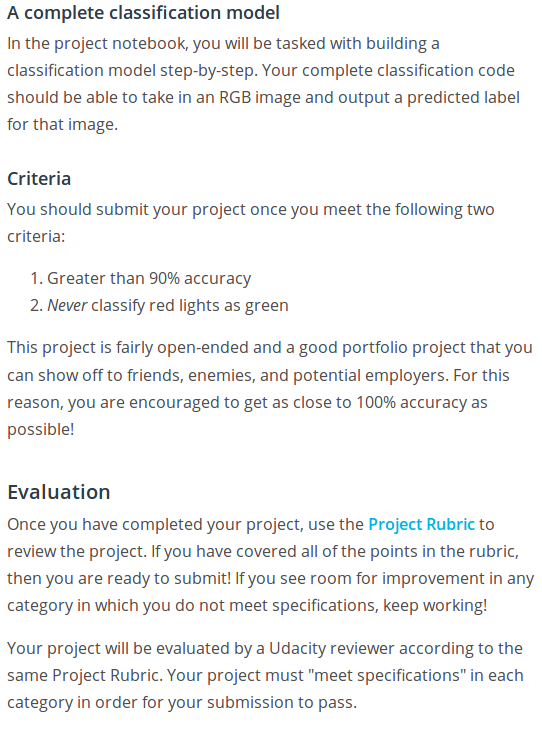 A complete classification model
In the project notebook, you will be tasked with building a
classification model step-by-step. Your complete classification code
should be able to take in an RGB image and output a predicted label
for that image.
Criteria
You should submit your project once you meet the following two
criteria:
1. Greater than 90% accuracy
2. Never classify red lights as green
This project is fairly open-ended and a good portfolio project that you
can show off to friends, enemies, and potential employers. For this
reason, you are encouraged to get as close to 100% accuracy as
possible!
Evaluation
Once you have completed your project, use the Project Rubric to
review the project. If you have covered all of the points in the rubric,
then you are ready to submit! If you see room for improvement in any
category in which you do not meet specifications, keep working!
Your project will be evaluated by a Udacity reviewer according to the
same Project Rubric. Your project must "meet specifications" in each
category in order for your submission to pass.